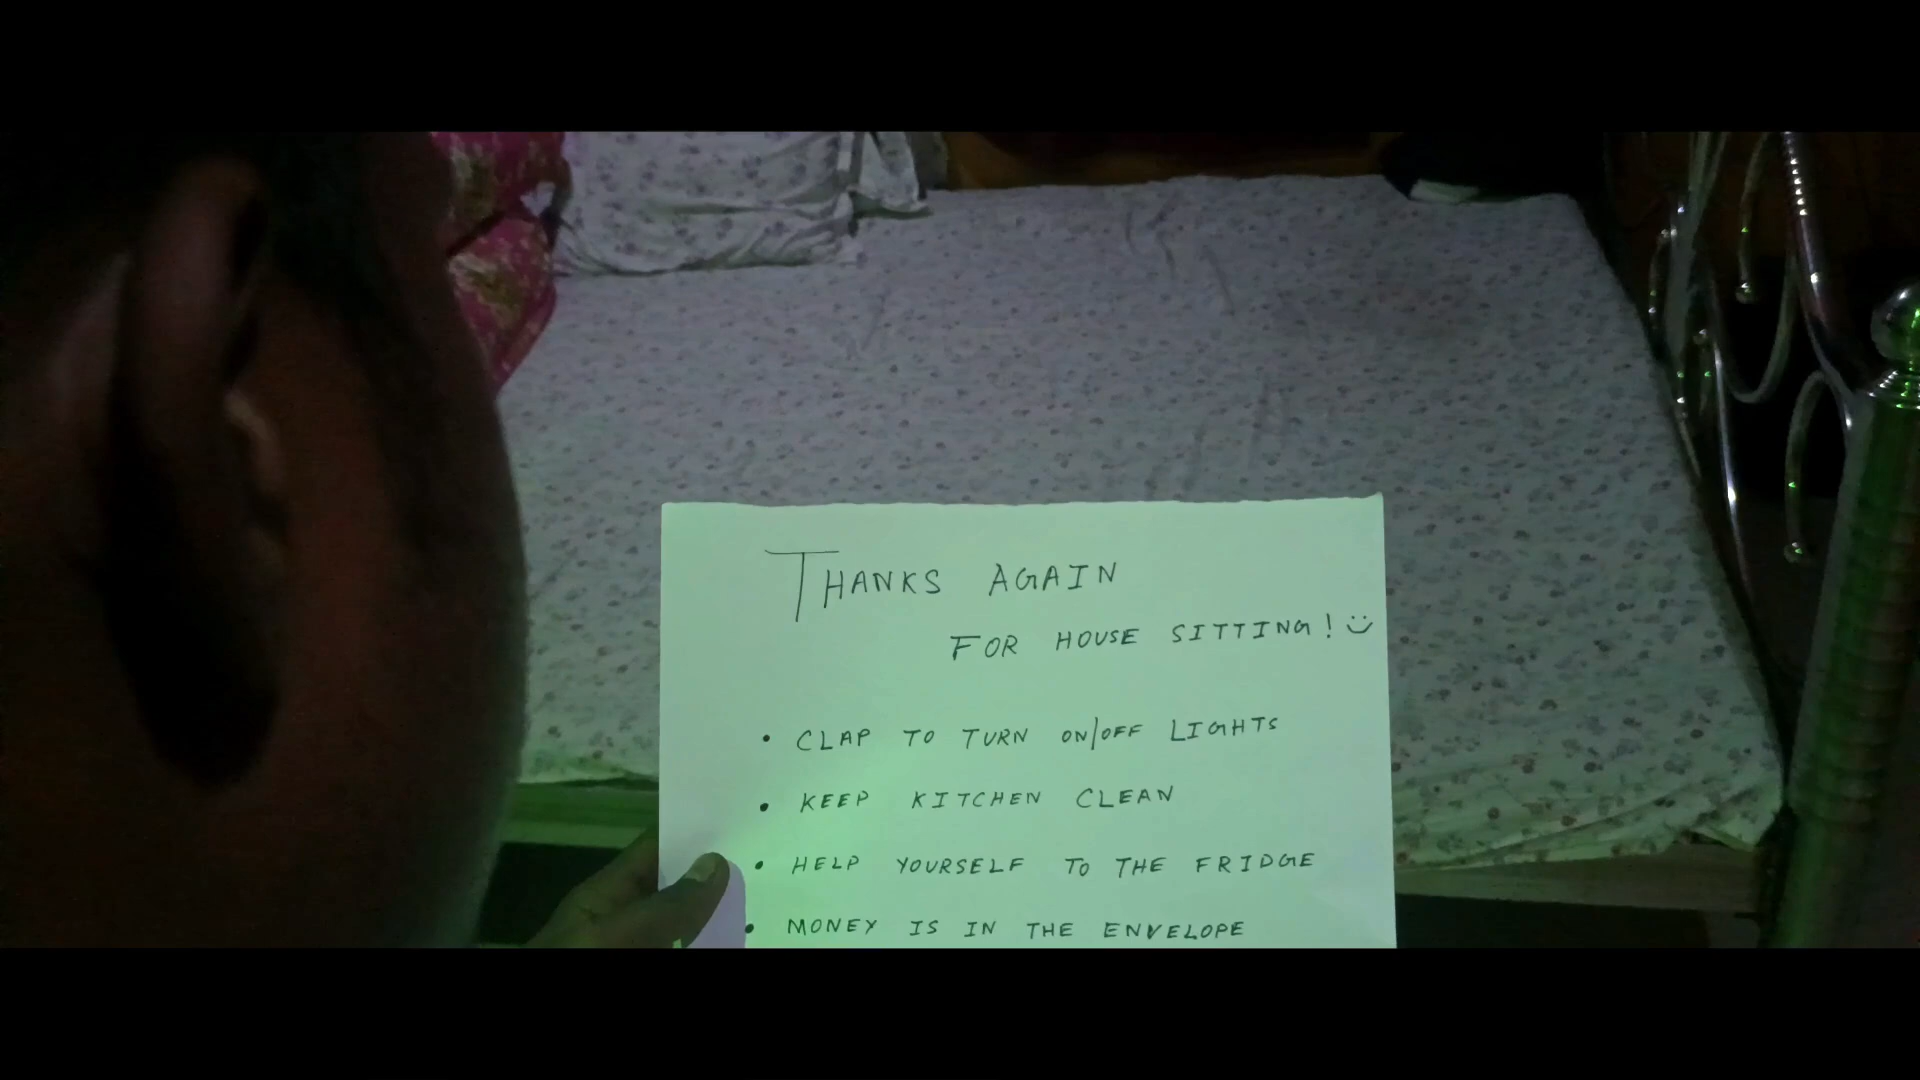 THANKS AGAIN
FOR HOUSE SITTING! :)
• CLAP TO TURN ON/OFF LIGHTS
• KEEP KITCHEN CLEAN
• HELP YOURSELF TO THE FRIDGE
• MONEY IS IN THE ENVELOPE